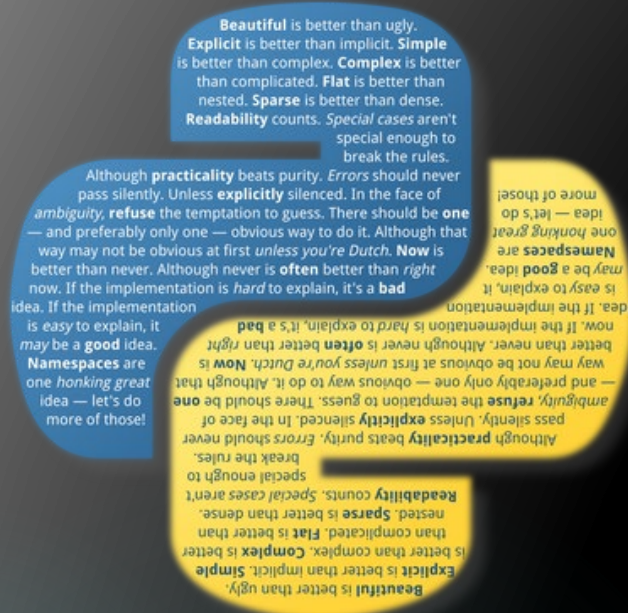 Beautiful is better than ugly.
Explicit is better than implicit. Simple
is better than complex. Complex is better
than complicated. Flat is better than
nested. Sparse is better than dense.
Readability counts. Special cases aren't
special enough to
break the rules.
Although practicality beats purity. Errors should never
pass silently. Unless explicitly silenced. In the face of
ambiguity, refuse the temptation to guess. There should be one
— and preferably only one — obvious way to do it. Although that
way may not be obvious at first unless you're Dutch. Now is
better than never. Although never is often better than right
now. If the implementation is hard to explain, it's a bad
idea. If the implementation
is easy to explain, it
may be a good idea.
Namespaces are
one honking great
idea — let's do
more of those!
Beautiful is better than ugly.
Explicit is better than implicit. Simple
is better than complex. Complex is better
than complicated. Flat is better than
nested. Sparse is better than dense.
Readability counts. Special cases aren't
special enough to
break the rules.
Although practicality beats purity. Errors should never
pass silently. Unless explicitly silenced. In the face of
ambiguity, refuse the temptation to guess. There should be one
— and preferably only one — obvious way to do it. Although that
way may not be obvious at first unless you're Dutch. Now is
better than never. Although never is often better than right
now. If the implementation is hard to explain, it's a bad
idea. If the implementation
is easy to explain, it
may be a good idea.
Namespaces are
one honking great
idea — let's do
more of those!